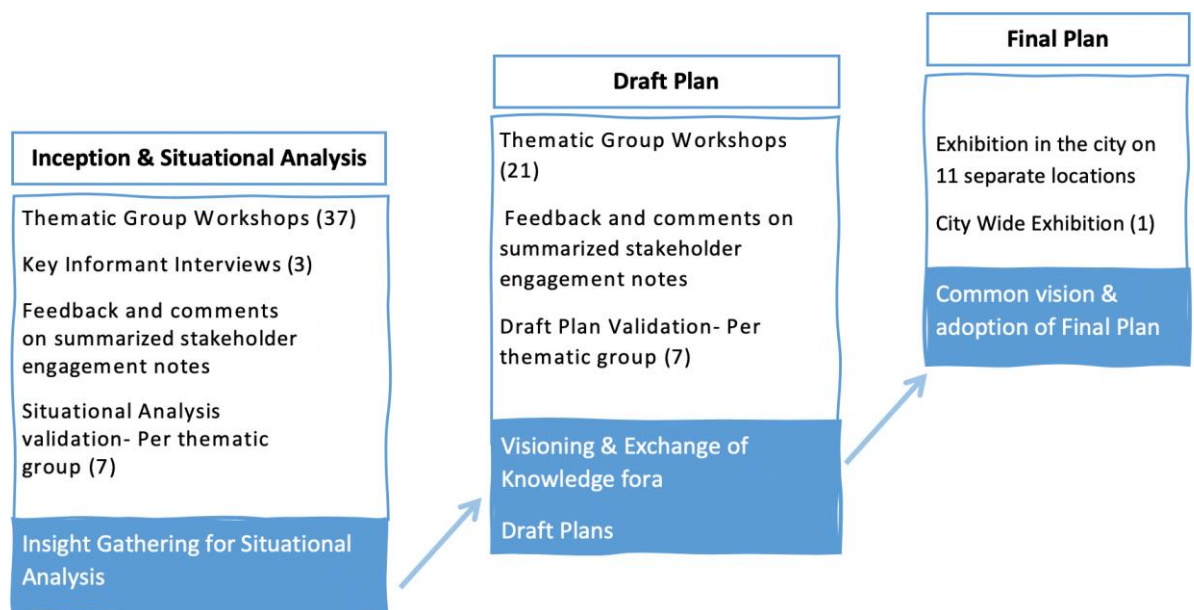 Inception & Situational Analysis
Thematic Group Workshops (37)
Key Informant Interviews (3)
Feedback and comments
on summarized stakeholder
engagement notes
Situational Analysis
validation- Per thematic
group (7)
Insight Gathering for Situational
Analysis
Draft Plan
Thematic Group Workshops
(21)
Feedback and comments on
summarized stakeholder
engagement notes
Draft Plan Validation- Per
thematic group (7)
Visioning & Exchange of
Knowledge fora
Draft Plans
Final Plan
Exhibition in the city on
11 separate locations
City Wide Exhibition (1)
Common vision &
adoption of Final Plan